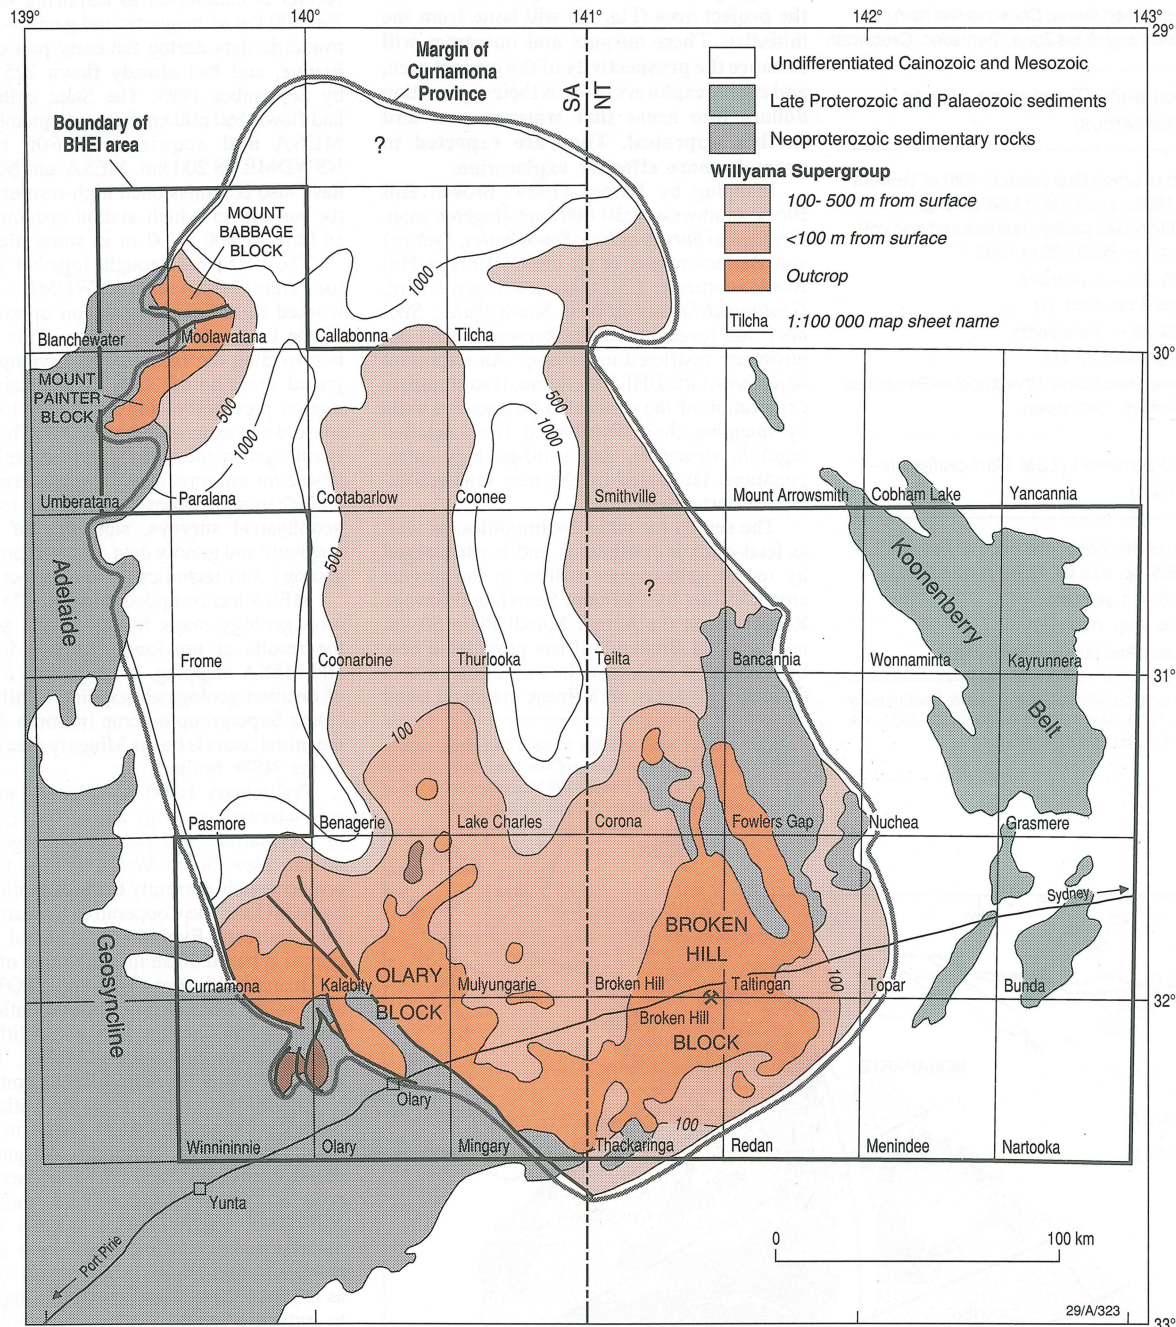 139°
140°
141°
142°
143°
29°
Margin of
Curnamona
Province
SA
NT
Boundary of
BHEI area
?
Undifferentiated Cainozoic and Mesozoic
Late Proterozoic and Palaeozoic sediments
Neoproterozoic sedimentary rocks
Willyama Supergroup
100- 500 m from surface
<100 m from surface
Outcrop
Tilcha
1:100 000 map sheet name
MOUNT
BABBAGE
BLOCK
1000
Blanchewater
Moolawatana
Callabonna
Tilcha
30°
MOUNT
PAINTER
BLOCK
500
1000
500
1000
Umberatana
Paralana
Cootabarlow
Coonee
Smithville
Mount Arrowsmith
Cobham Lake
Yancannia
Adelaide
500
?
Koonenberry
Frome
Coonarbine
Thurlooka
Teilta
Bancannia
Wonnaminta
Kayrunnera
31°
Belt
100
Pasmore
Benagerie
Lake Charles
Corona
Fowlers Gap
Nuchea
Grasmere
Sydney
BROKEN
HILL
Geosyncline
OLARY
BLOCK
Curnamona
Kalabity
Mulyungarie
Broken Hill
Taltingan
100
Topar
Bunda
32°
Broken Hill
BLOCK
Olary
100
Winnininnie
Olary
Mingary
Thackaringa
Redan
Menindee
Nartooka
Yunta
Port Pirie
0
100 km
29/A/323
33°